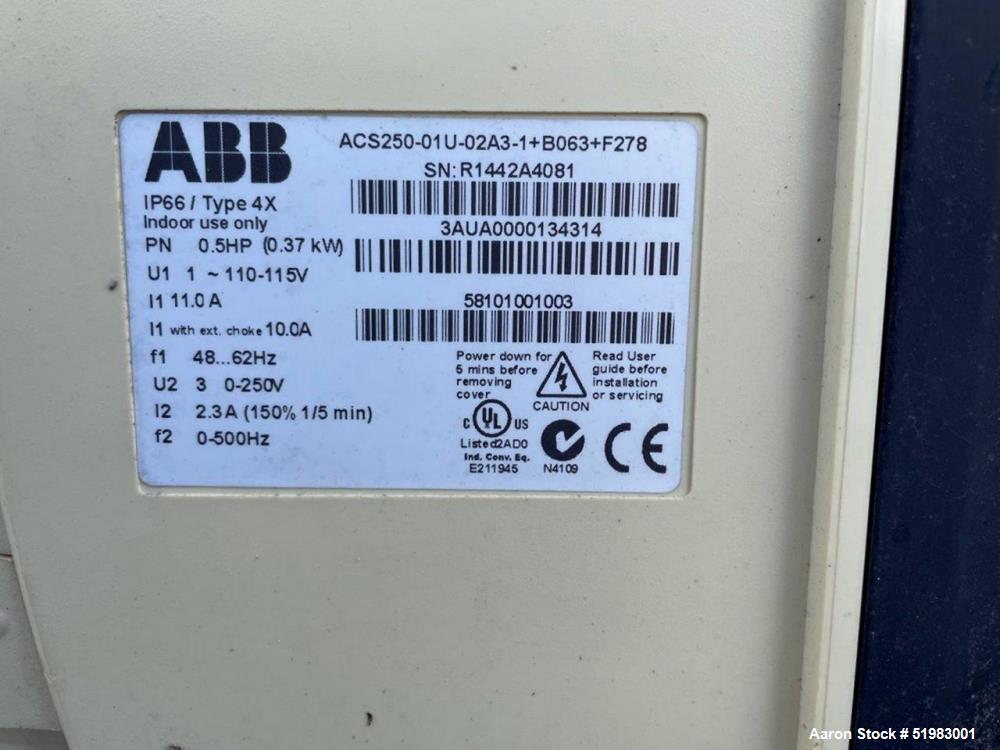 ABB
ACS250-01U-02A3-1+B063+F278
SN: R1442A4081
IP66 / Type 4X
Indoor use only
3AUA0000134314
PN 0.5HP (0.37 kW)
U1 1 ~ 110-115V
I1 11.0 A
58101001003
I1 with ext. choke 10.0A
f1 48...62Hz
U2 3 0-250V
I2 2.3 A (150% 1/5 min)
f2 0-500Hz
Power down for
5 mins before
removing
cover
CAUTION
Read User
guide before
installation
or servicing
C UL US
Listed 2AD0
Ind. Conv. Eq.
E211945
N4109
CE
Aaron Stock # 51983001